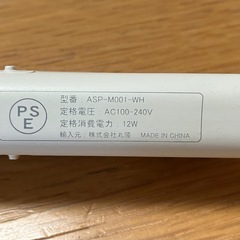 PS
E
型番：ASP-M001-WH
定格電圧：AC100-240V
定格消費電力：12W
輸入元：株式会社丸隆 MADE IN CHINA